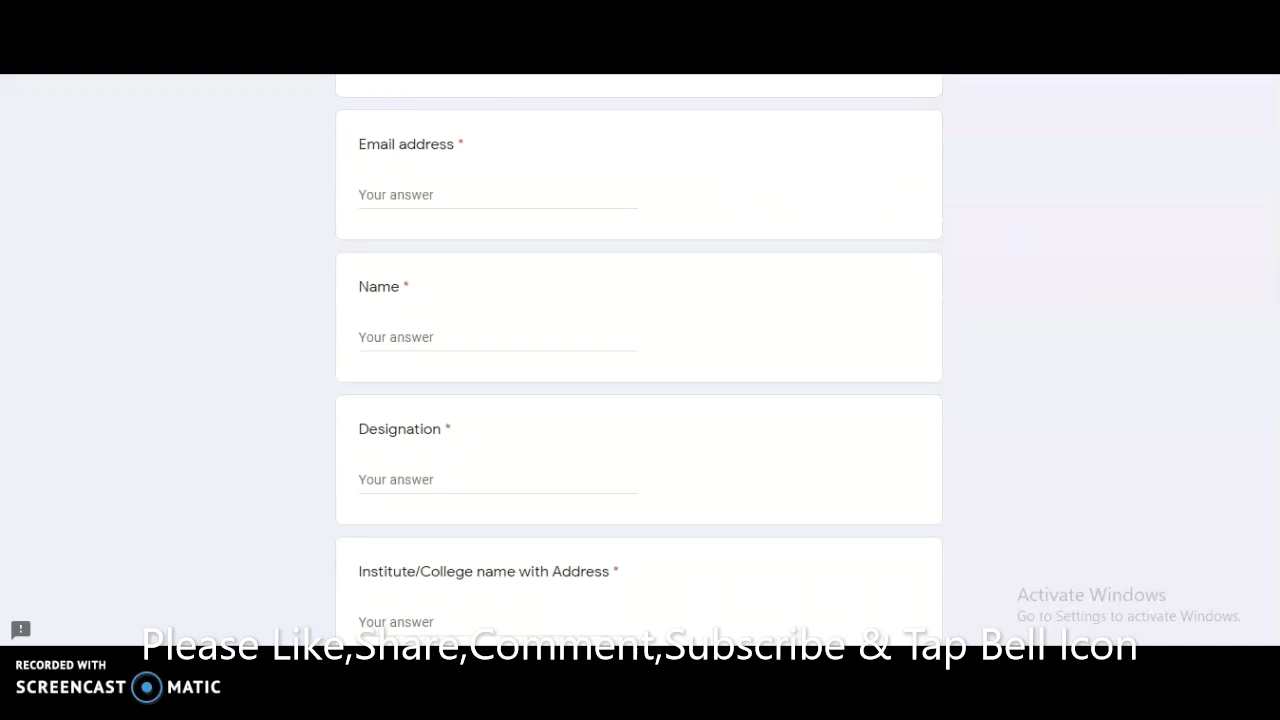 Email address *
Your answer
Name *
Your answer
Designation *
Your answer
Institute/College name with Address *
Your answer
Activate Windows
Go to Settings to activate Windows.
Please Like,Share,Comment,Subscribe & Tap Bell Icon
RECORDED WITH
SCREENCAST MATIC